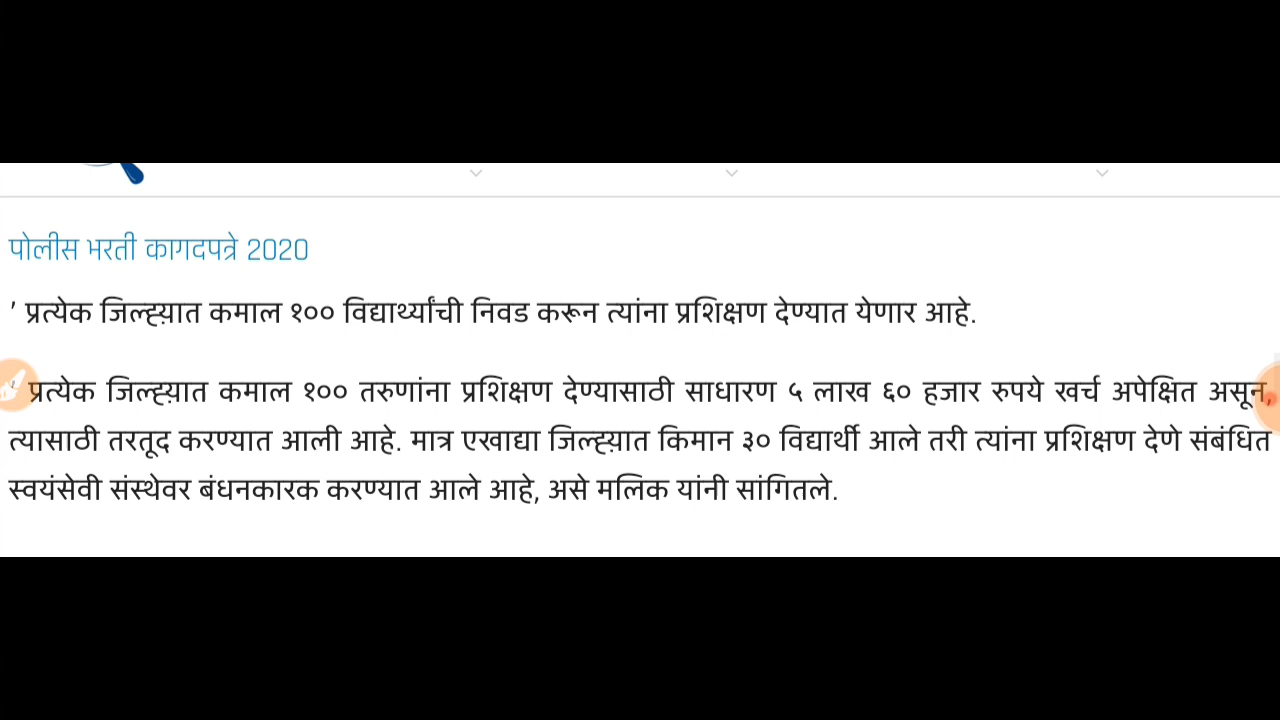 पोलीस भरती कागदपत्रे 2020
’ प्रत्येक जिल्ह्य़ात कमाल १०० विद्यार्थ्यांची निवड करून त्यांना प्रशिक्षण देण्यात येणार आहे.
’ प्रत्येक जिल्ह्य़ात कमाल १०० तरुणांना प्रशिक्षण देण्यासाठी साधारण ५ लाख ६० हजार रुपये खर्च अपेक्षित असून,
त्यासाठी तरतूद करण्यात आली आहे. मात्र एखाद्या जिल्ह्य़ात किमान ३० विद्यार्थी आले तरी त्यांना प्रशिक्षण देणे संबंधित
स्वयंसेवी संस्थेवर बंधनकारक करण्यात आले आहे, असे मलिक यांनी सांगितले.